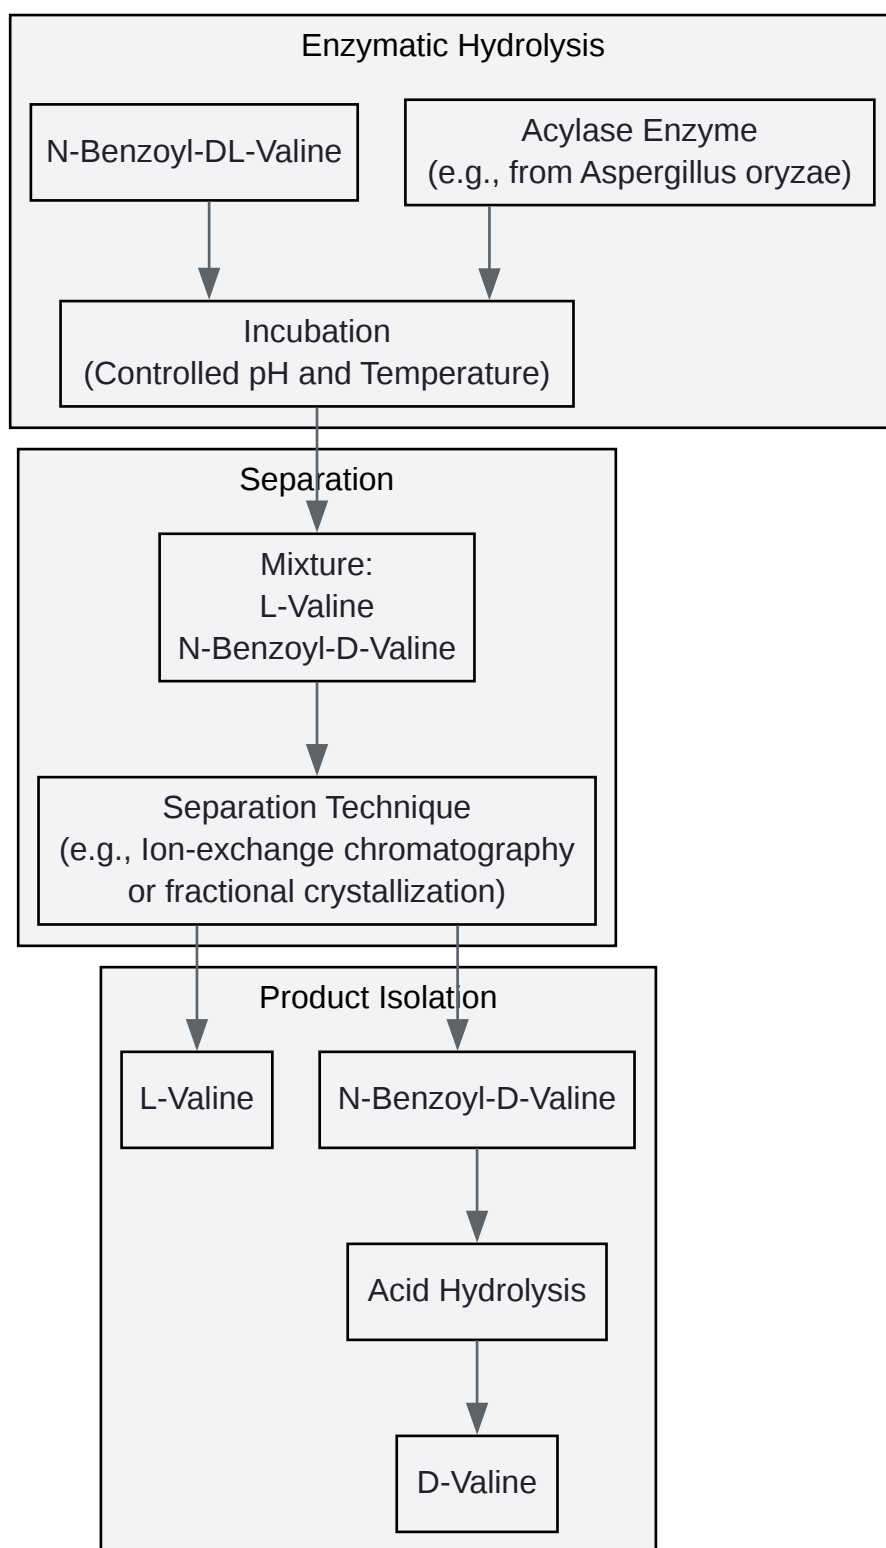 Enzymatic Hydrolysis
N-Benzoyl-DL-Valine
Acylase Enzyme
(e.g., from Aspergillus oryzae)
Incubation
(Controlled pH and Temperature)
Separation
Mixture:
L-Valine
N-Benzoyl-D-Valine
Separation Technique
(e.g., Ion-exchange chromatography
or fractional crystallization)
Product Isolation
L-Valine
N-Benzoyl-D-Valine
Acid Hydrolysis
D-Valine